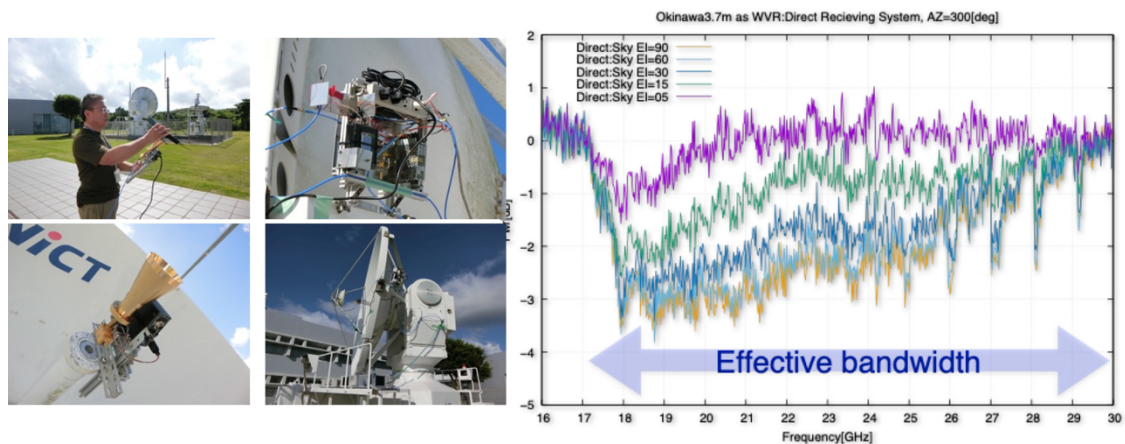 NiCT
Okinawa3.7m as WVR:Direct Recieving System, AZ=300[deg]
Direct:Sky El=90
Direct:Sky El=60
Direct:Sky El=30
Direct:Sky El=15
Direct:Sky El=05
2
1
0
−1
−2
−3
−4
−5
Effective bandwidth
16 17 18 19 20 21 22 23 24 25 26 27 28 29 30
Frequency[GHz]